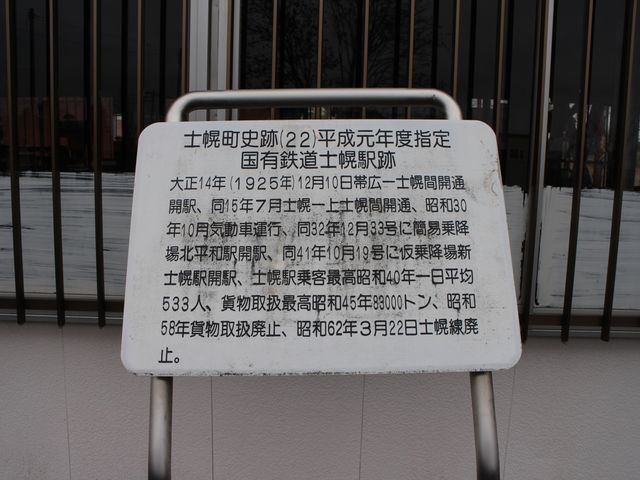 士幌町史跡(22)平成元年度指定
国有鉄道士幌駅跡
大正14年(1925年)12月10日帯広一士幌間開通
開駅、同15年7月士幌一上士幌間開通、昭和30
年10月気動車運行、同32年12月33号に簡易乗降
場北平和駅開駅、同41年10月19号に仮乗降場新
士幌駅開駅、士幌駅乗客最高昭和40年一日平均
533人、貨物取扱最高昭和45年89000トン、昭和
58年貨物取扱廃止、昭和62年3月22日士幌線廃
止。